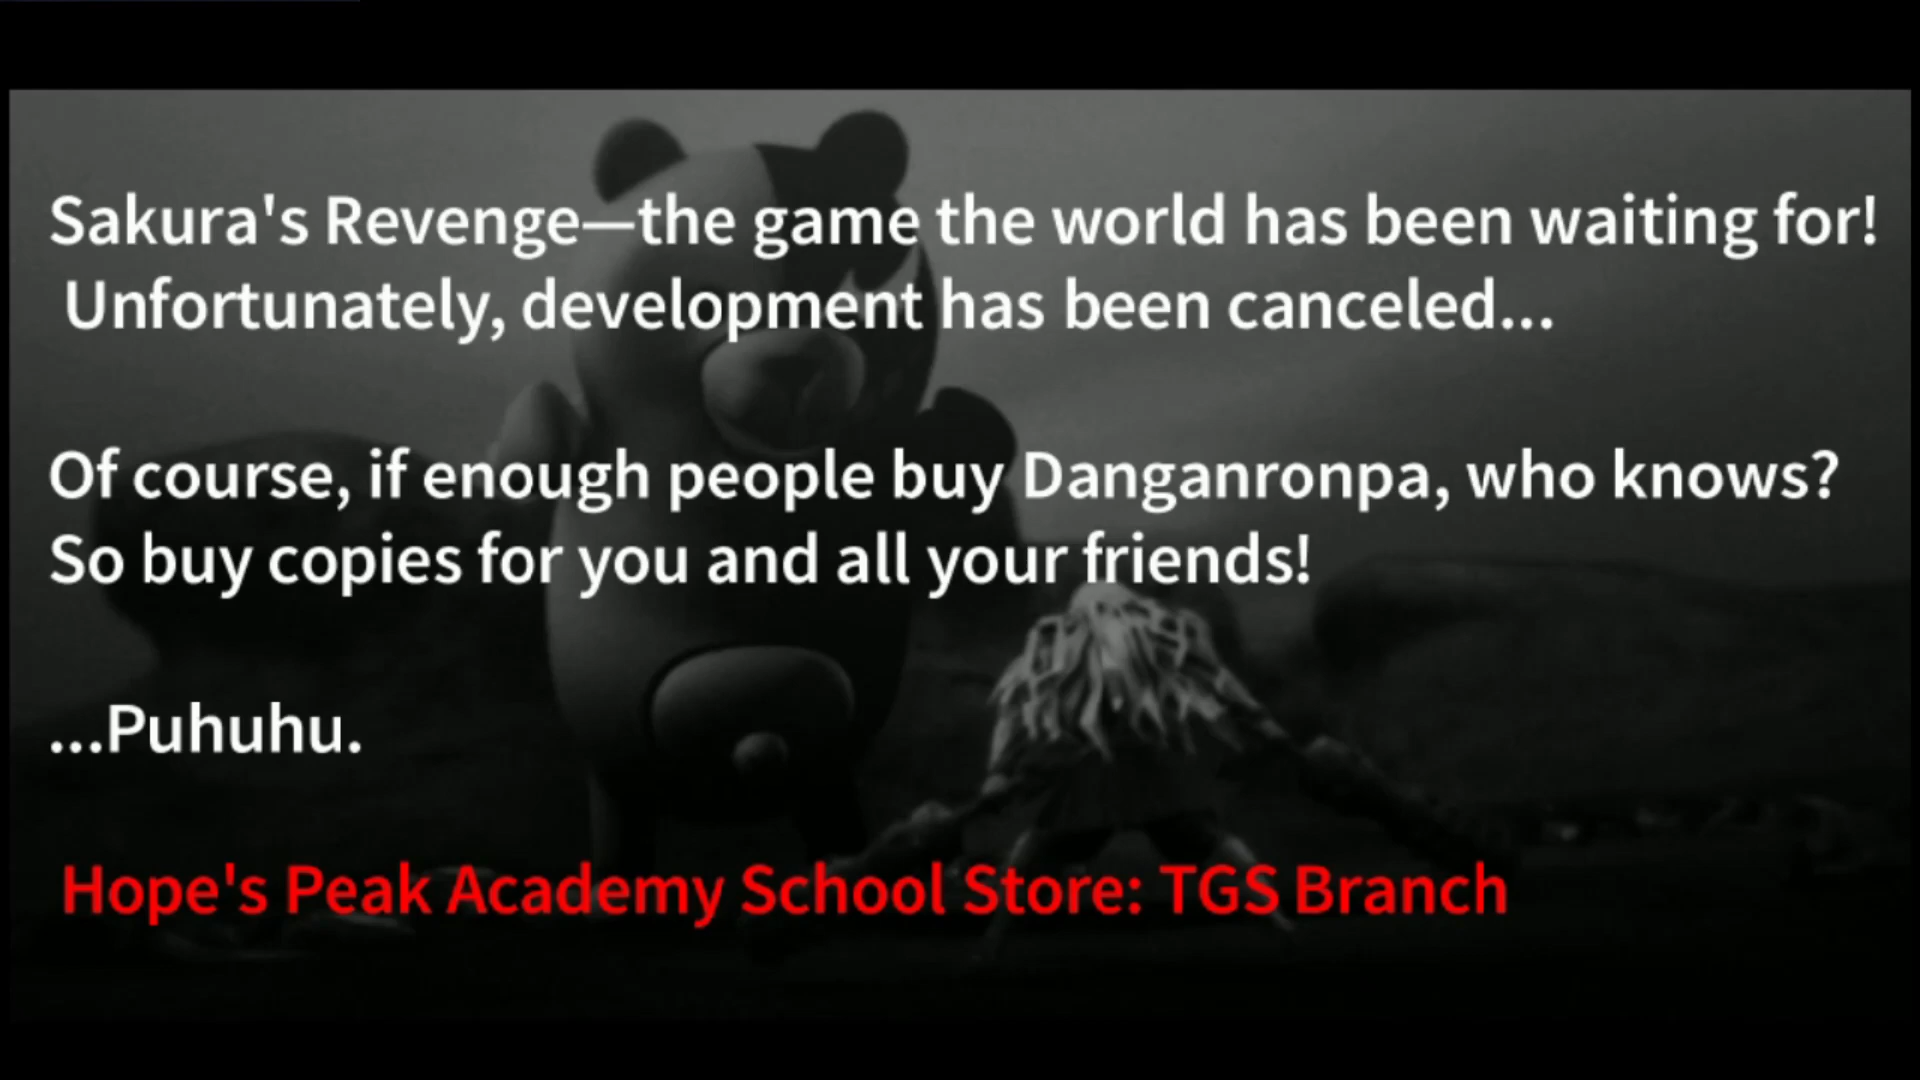 Sakura's Revenge—the game the world has been waiting for!
Unfortunately, development has been canceled...
Of course, if enough people buy Danganronpa, who knows?
So buy copies for you and all your friends!
...Puhuhu.
Hope's Peak Academy School Store: TGS Branch